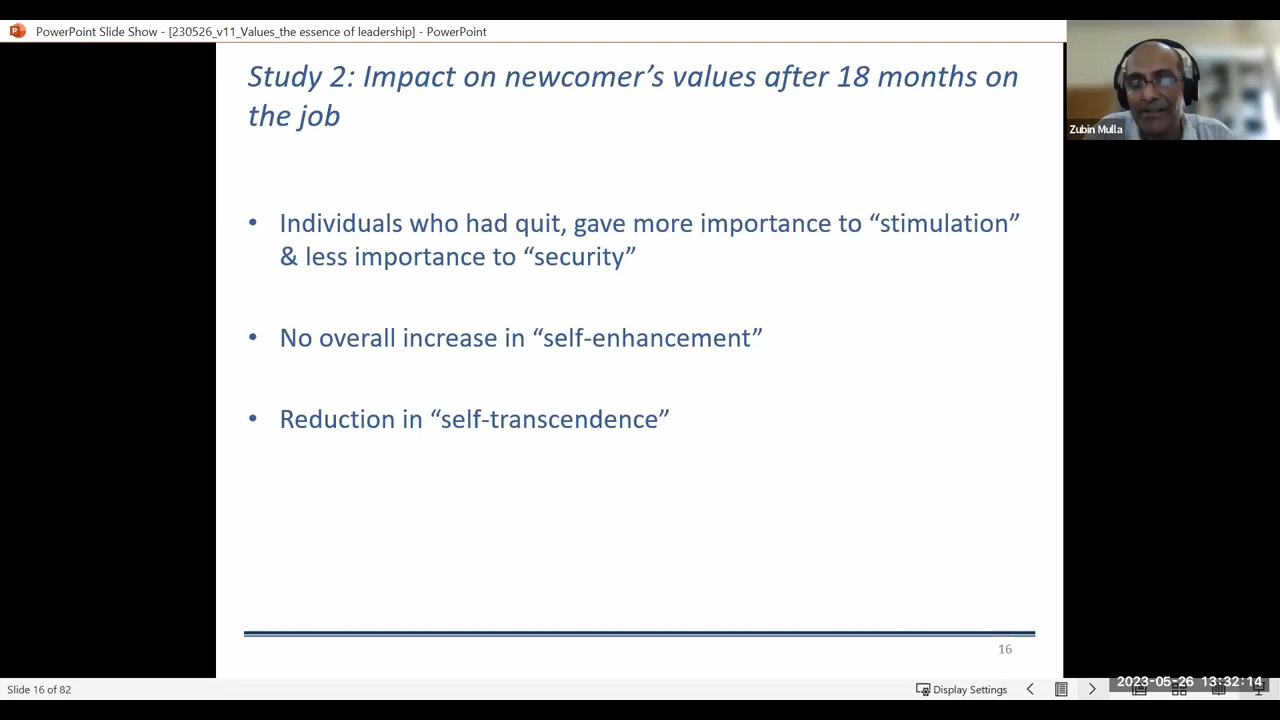 PowerPoint Slide Show - [230526_v11_Values_the essence of leadership] - PowerPoint
Zubin Mulla
Study 2: Impact on newcomer’s values after 18 months on
the job
• Individuals who had quit, gave more importance to “stimulation”
& less importance to “security”
• No overall increase in “self-enhancement”
• Reduction in “self-transcendence”
16
Slide 16 of 82
Display Settings
2023-05-26 13:32:14